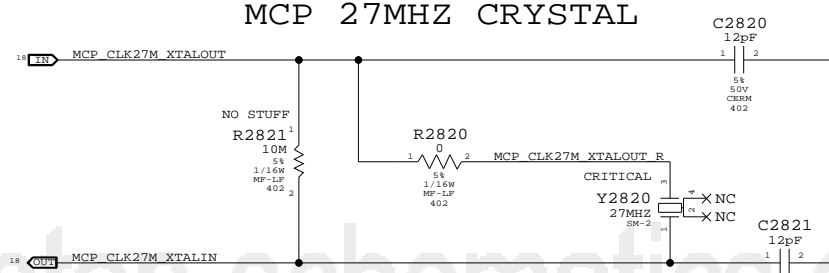 MCP 27MHZ CRYSTAL
C2820
12pF
18 IN MCP_CLK27M_XTALOUT
1 2
5%
50V
CERM
402
NO STUFF
R2821 1
10M
5%
1/16W
MF-LF
402 2
R2820
0
1 2 MCP_CLK27M_XTALOUT_R
5%
1/16W
MF-LF
402
CRITICAL 3
Y2820 4 NC
27MHZ 2 NC
SM-2 1
C2821
12pF
18 OUT MCP_CLK27M_XTALIN
1 2